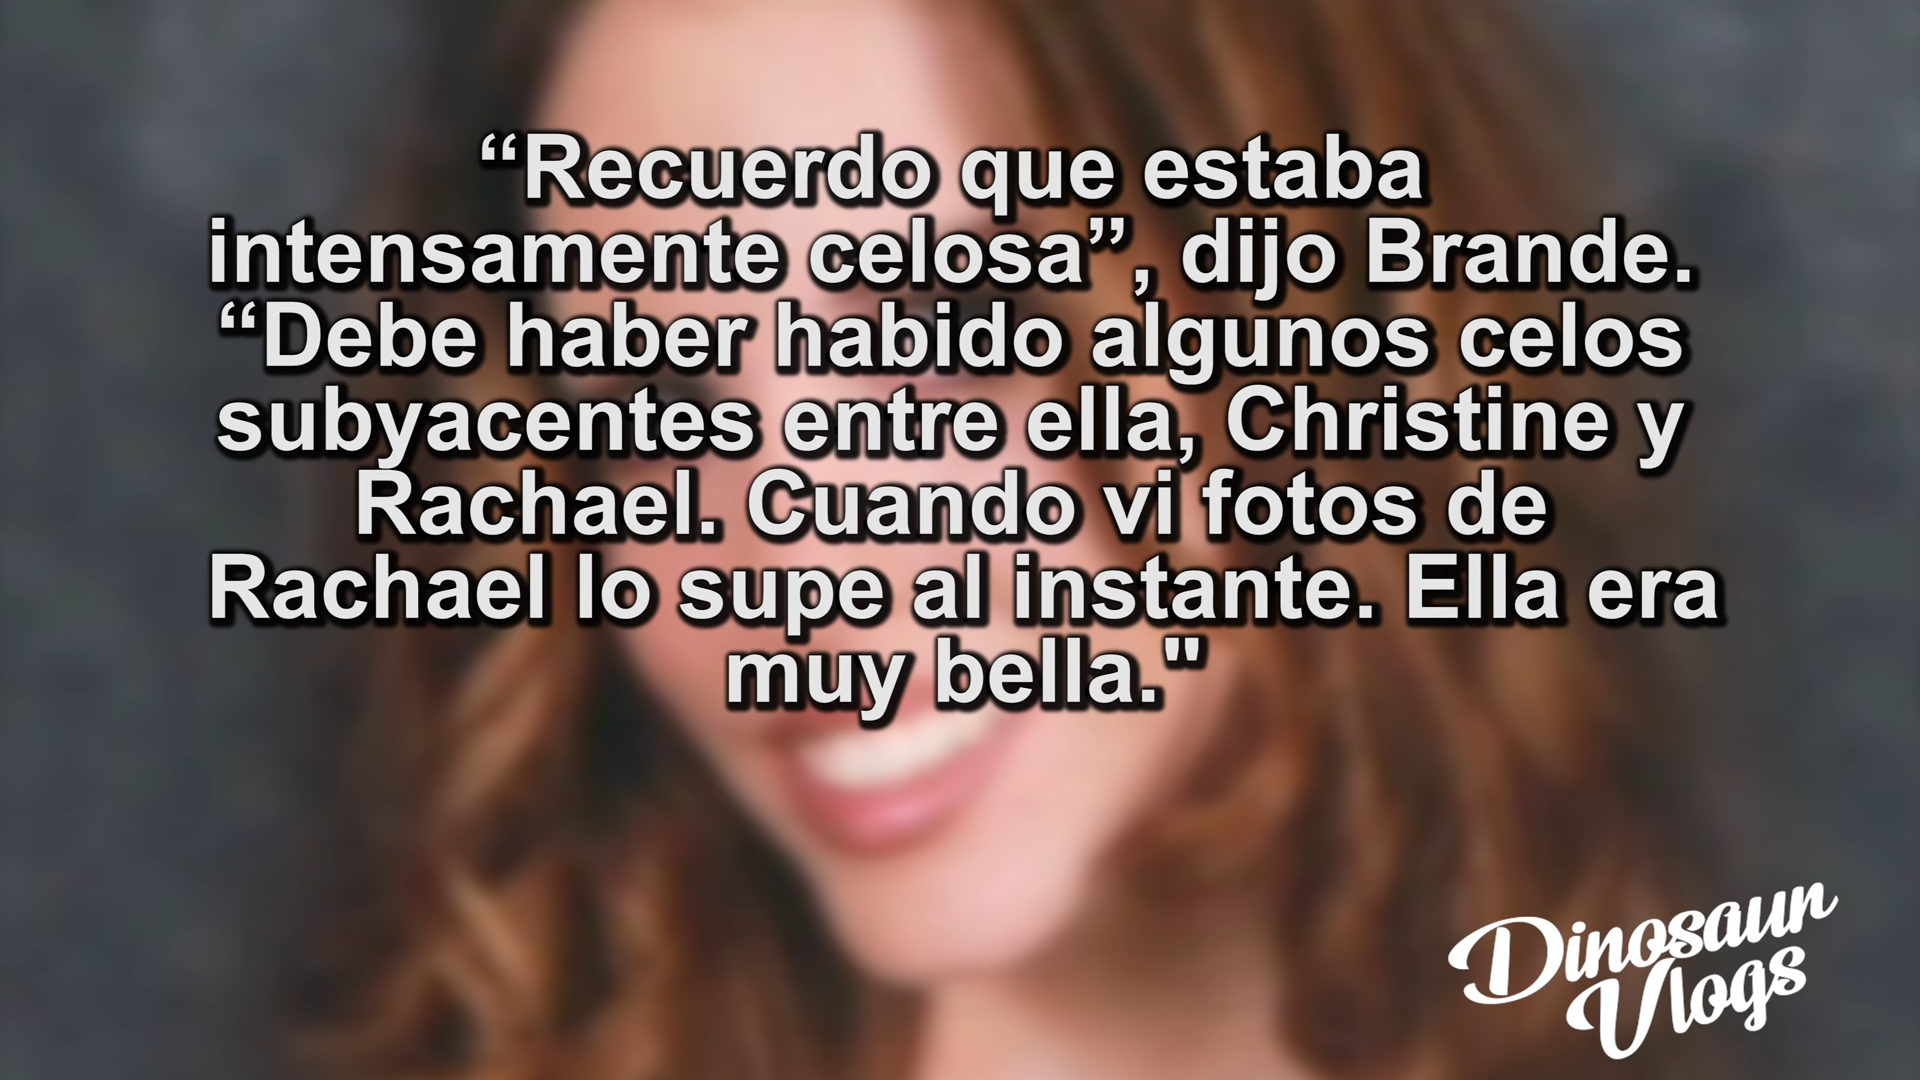 “Recuerdo que estaba
intensamente celosa”, dijo Brande.
“Debe haber habido algunos celos
subyacentes entre ella, Christine y
Rachael. Cuando vi fotos de
Rachael lo supe al instante. Ella era
muy bella."
Dinosaur
Vlogs